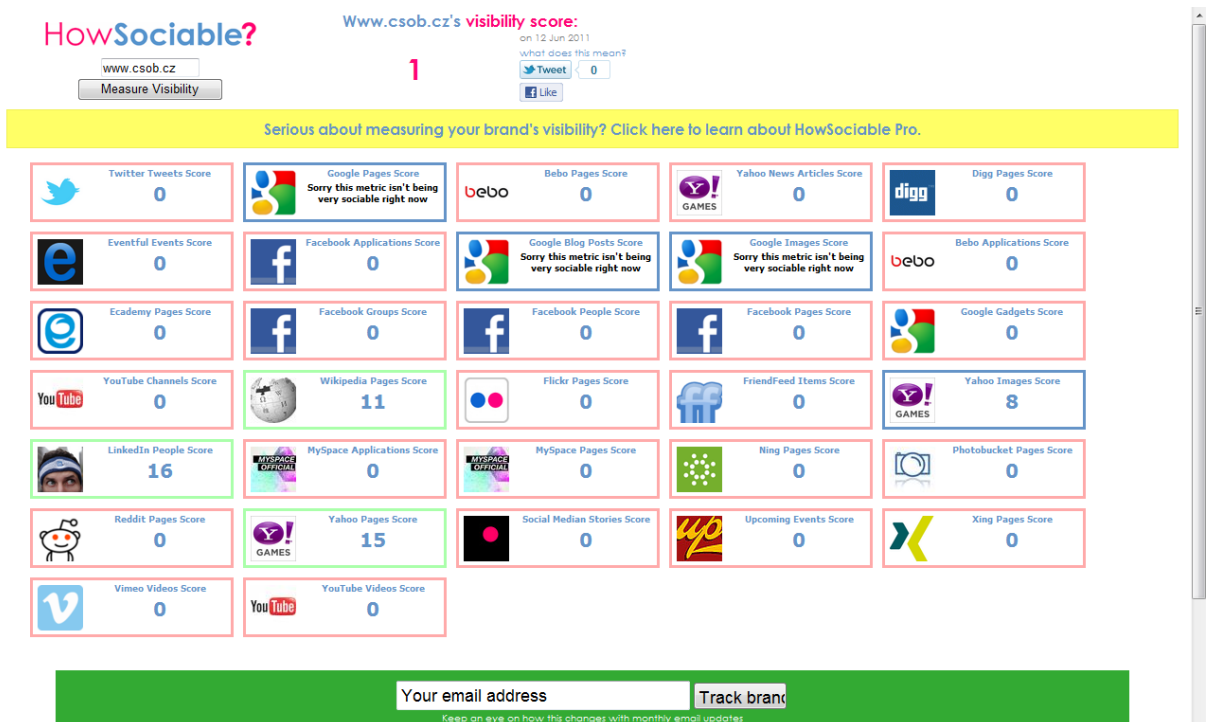 HowSociable?
www.csob.cz
Measure Visibility
Www.csob.cz's visibility score:
1
on 12 Jun 2011
what does this mean?
Tweet 0
Like
Serious about measuring your brand's visibility? Click here to learn about HowSociable Pro.
Twitter Tweets Score
0
Google Pages Score
Sorry this metric isn't being
very sociable right now
bebo
Bebo Pages Score
0
Y!
GAMES
Yahoo News Articles Score
0
digg
Digg Pages Score
0
e
Eventful Events Score
0
f
Facebook Applications Score
0
Google Blog Posts Score
Sorry this metric isn't being
very sociable right now
Google Images Score
Sorry this metric isn't being
very sociable right now
bebo
Bebo Applications Score
0
e
Ecademy Pages Score
0
f
Facebook Groups Score
0
f
Facebook People Score
0
f
Facebook Pages Score
0
Google Gadgets Score
0
You Tube
YouTube Channels Score
0
Wikipedia Pages Score
11
Flickr Pages Score
0
ff
FriendFeed Items Score
0
Y!
GAMES
Yahoo Images Score
8
LinkedIn People Score
16
MYSPACE
OFFICIAL
MySpace Applications Score
0
MYSPACE
OFFICIAL
MySpace Pages Score
0
Ning Pages Score
0
Photobucket Pages Score
0
Reddit Pages Score
0
Y!
GAMES
Yahoo Pages Score
15
Social Median Stories Score
0
up
Upcoming Events Score
0
Xing Pages Score
0
v
Vimeo Videos Score
0
You Tube
YouTube Videos Score
0
Your email address
Track bran
Keep an eye on how this changes with monthly email updates